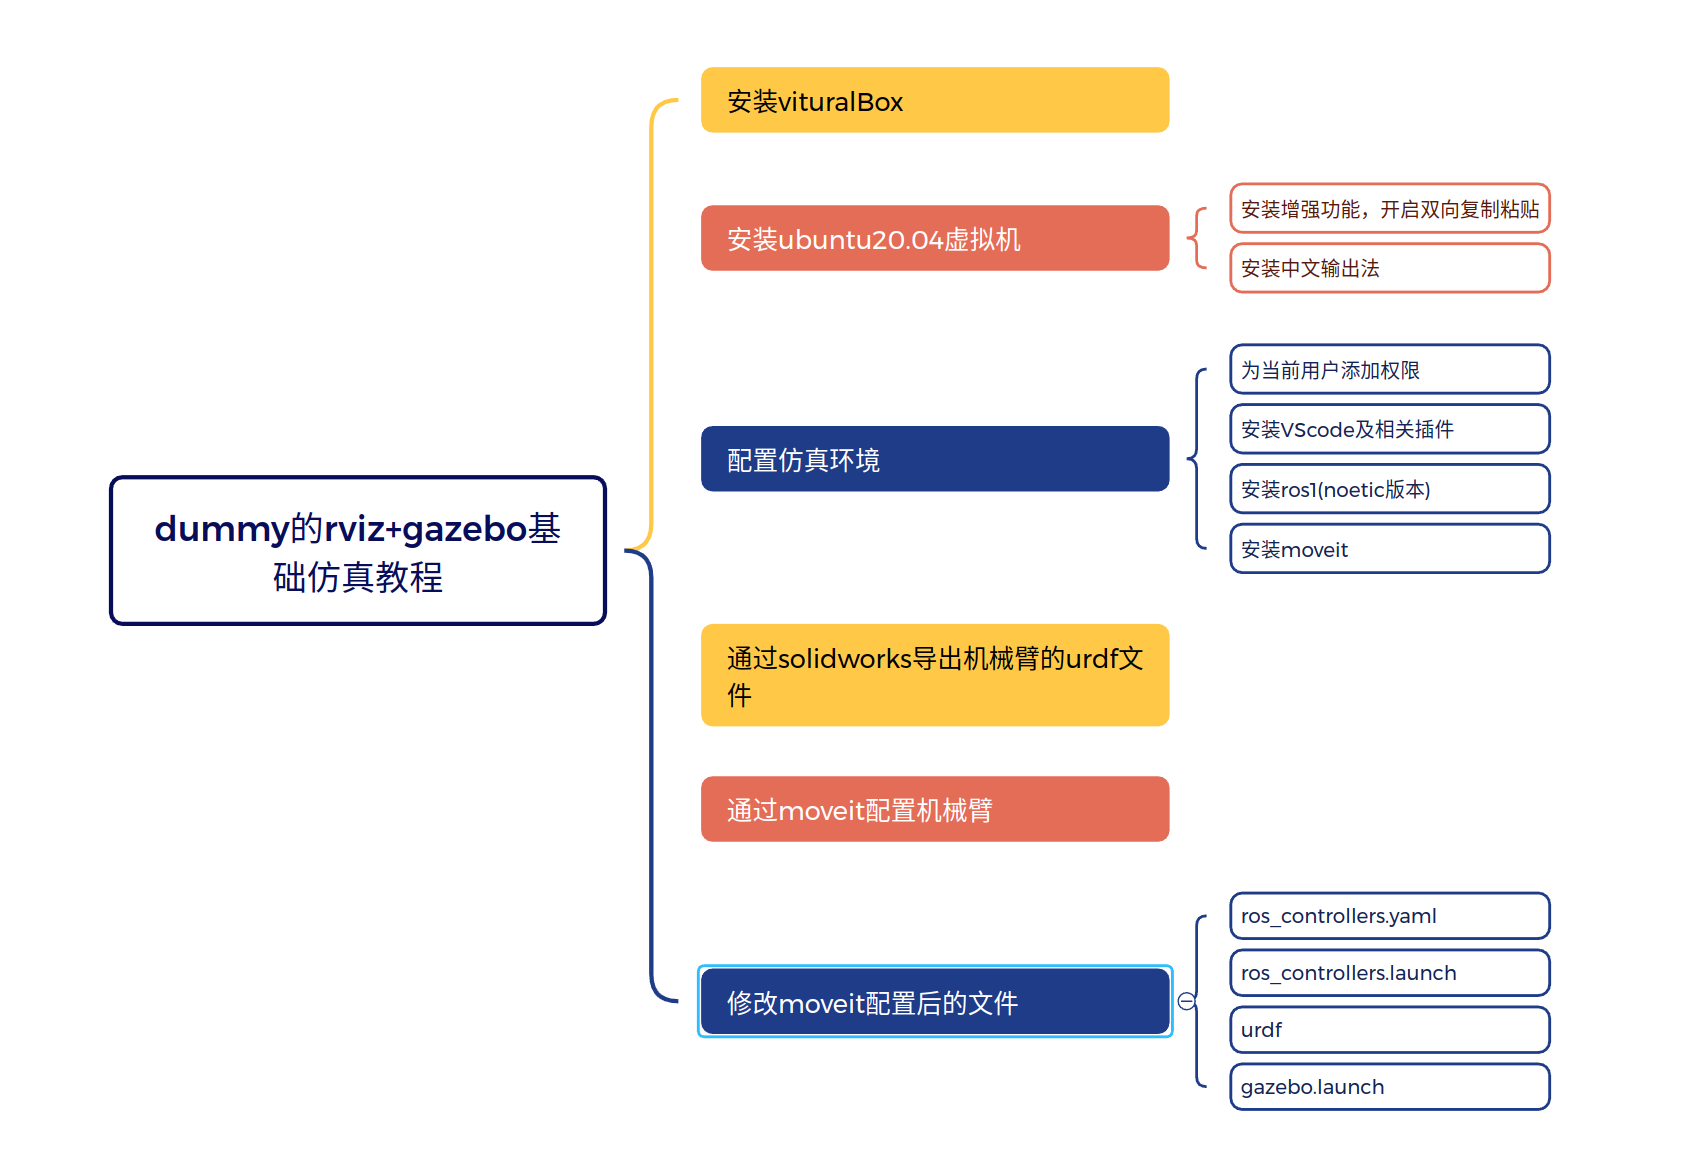 dummy的rviz+gazebo基
础仿真教程
安装vituralBox
安装ubuntu20.04虚拟机
安装增强功能，开启双向复制粘贴
安装中文输出法
配置仿真环境
为当前用户添加权限
安装VScode及相关插件
安装ros1(noetic版本)
安装moveit
通过solidworks导出机械臂的urdf文
件
通过moveit配置机械臂
修改moveit配置后的文件
ros_controllers.yaml
ros_controllers.launch
urdf
gazebo.launch